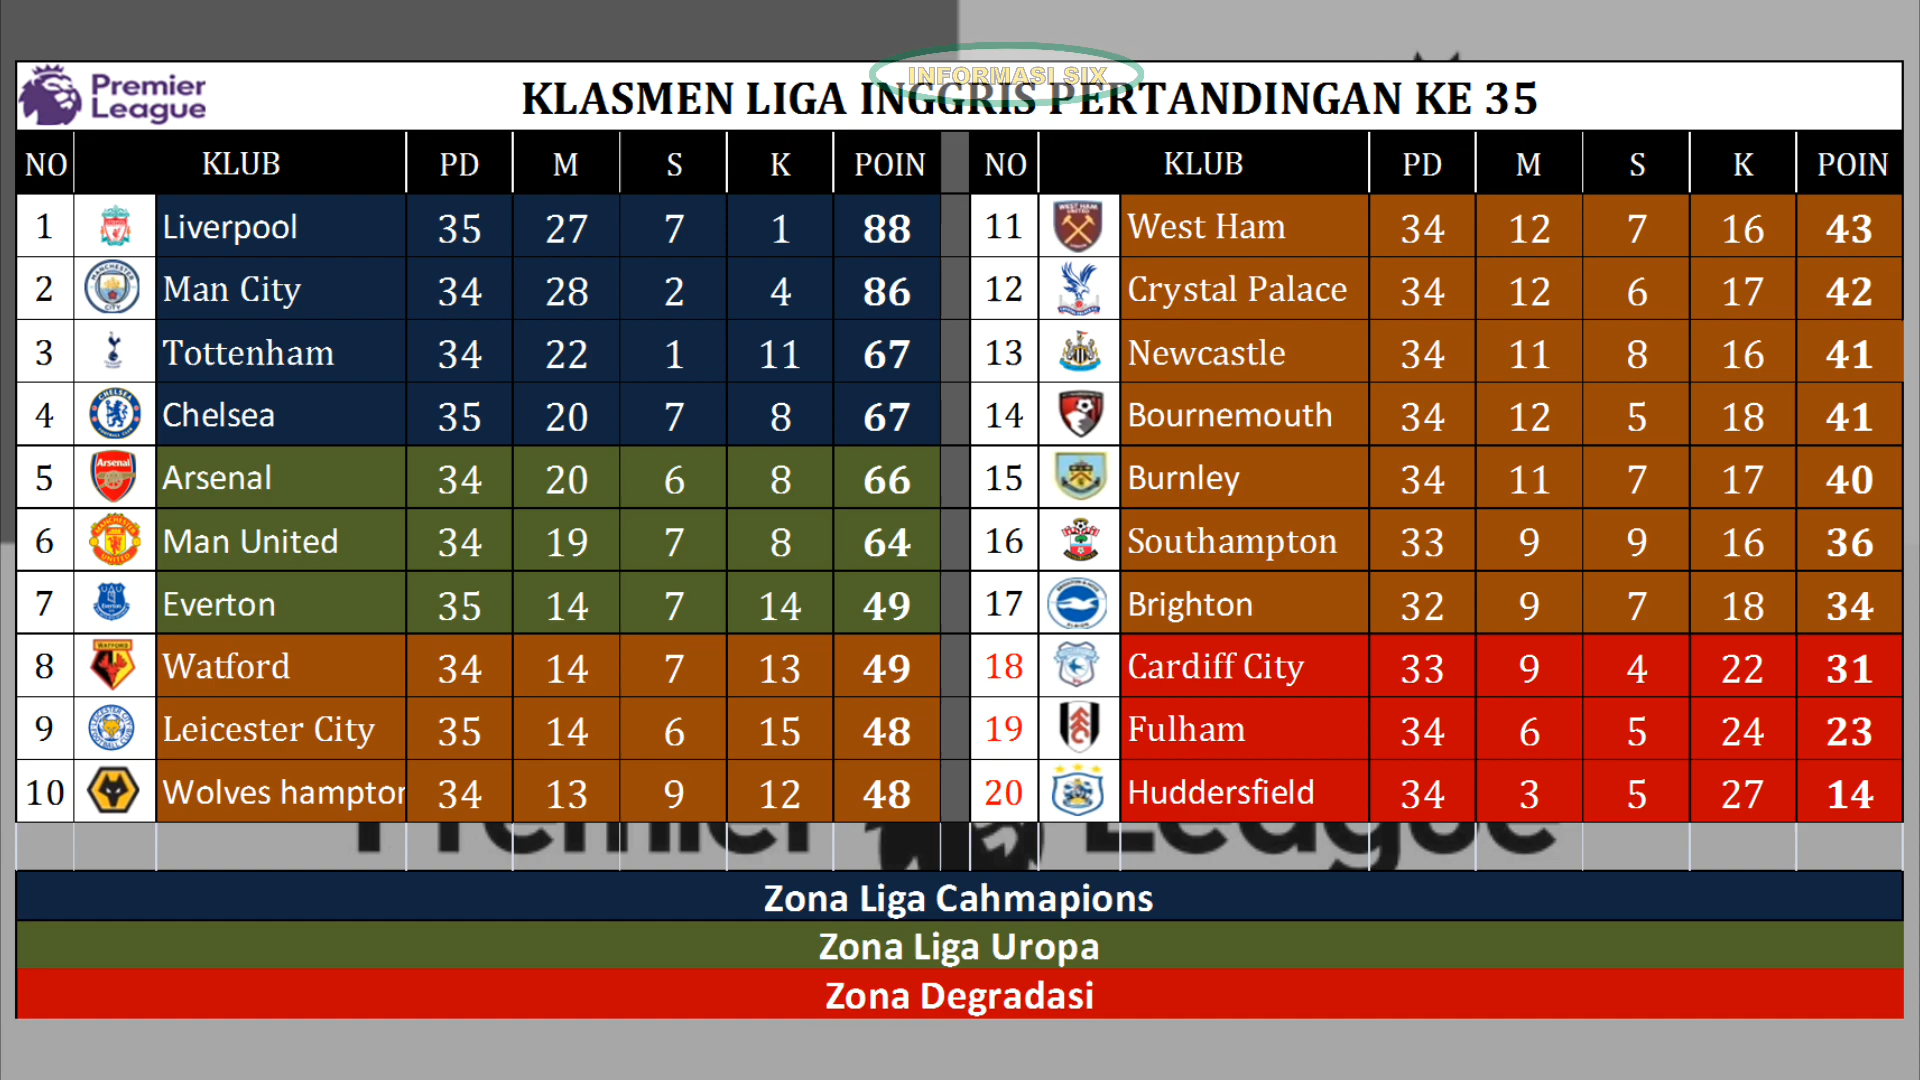 INFORMASI SIX
Premier
League
KLASMEN LIGA INGGRIS PERTANDINGAN KE 35
NO KLUB PD M S K POIN NO KLUB PD M S K POIN
1 Liverpool 35 27 7 1 88 11 West Ham 34 12 7 16 43
2 Man City 34 28 2 4 86 12 Crystal Palace 34 12 6 17 42
3 Tottenham 34 22 1 11 67 13 Newcastle 34 11 8 16 41
4 Chelsea 35 20 7 8 67 14 Bournemouth 34 12 5 18 41
5 Arsenal 34 20 6 8 66 15 Burnley 34 11 7 17 40
6 Man United 34 19 7 8 64 16 Southampton 33 9 9 16 36
7 Everton 35 14 7 14 49 17 Brighton 32 9 7 18 34
8 Watford 34 14 7 13 49 18 Cardiff City 33 9 4 22 31
9 Leicester City 35 14 6 15 48 19 Fulham 34 6 5 24 23
10 Wolves hampton 34 13 9 12 48 20 Huddersfield 34 3 5 27 14
Premier League
Zona Liga Cahmapions
Zona Liga Uropa
Zona Degradasi